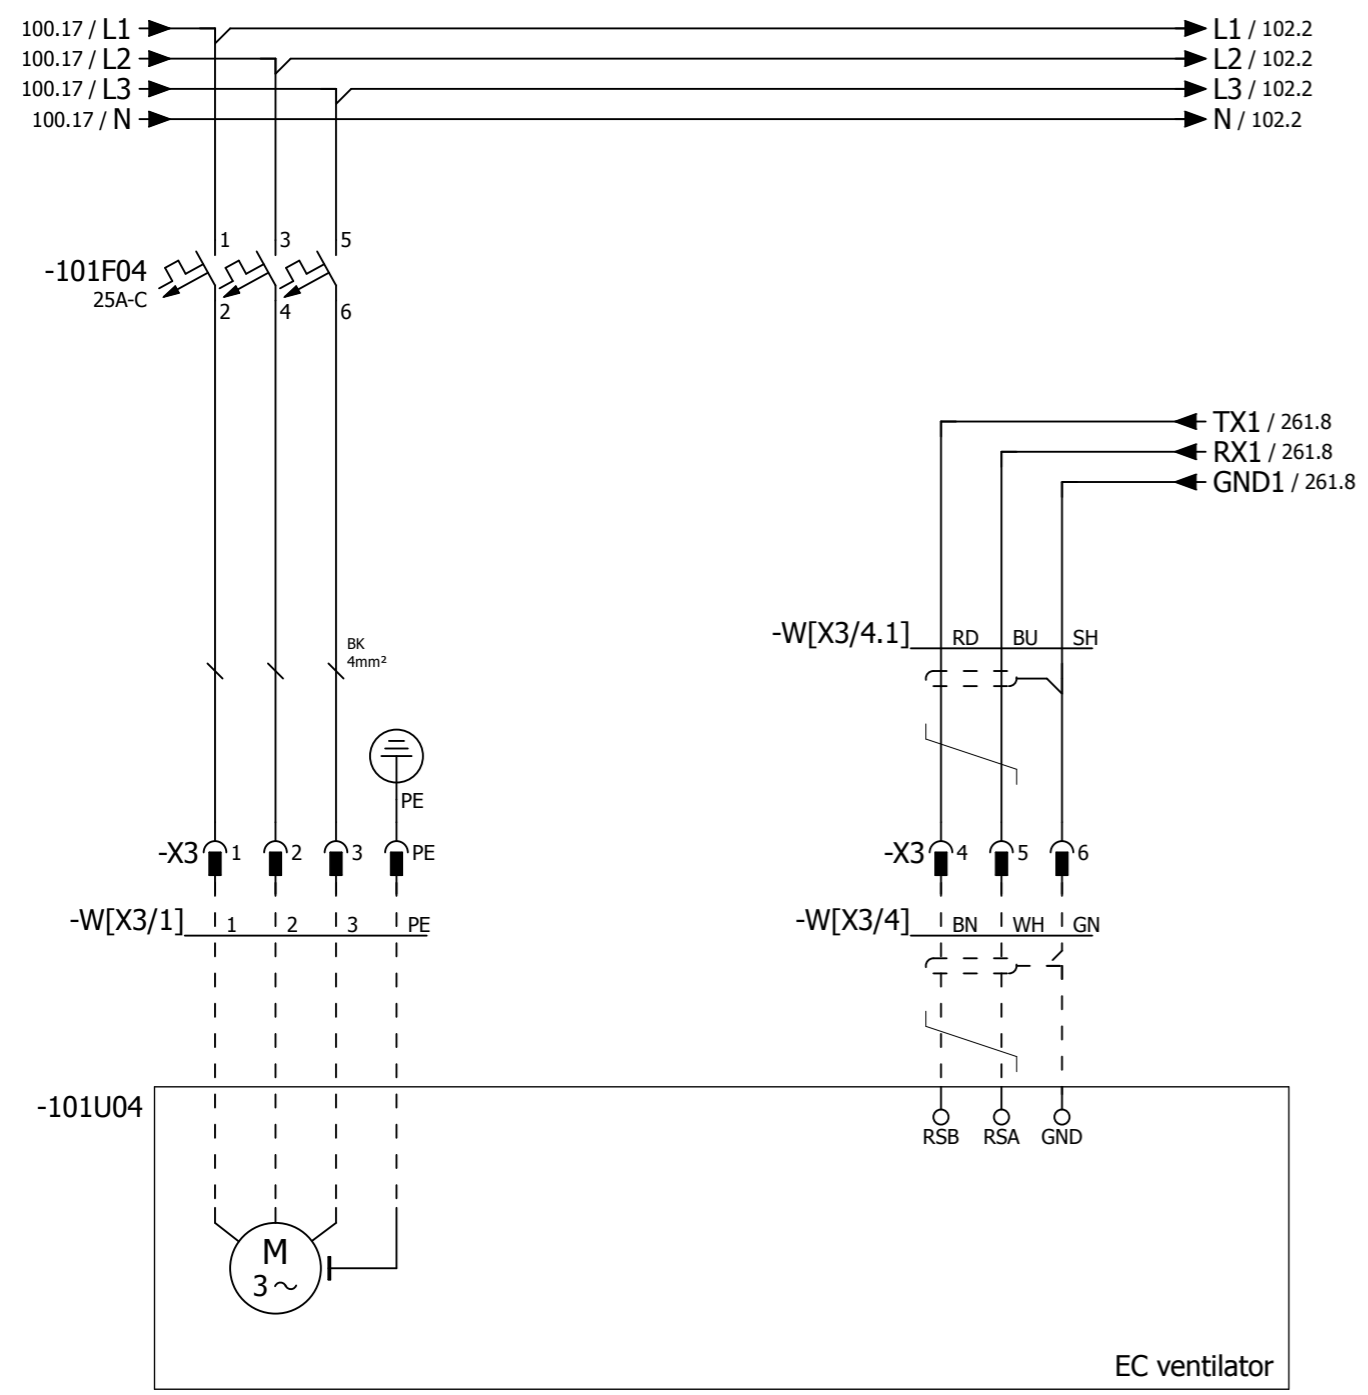 100.17 / L1 L1 / 102.2
100.17 / L2 L2 / 102.2
100.17 / L3 L3 / 102.2
100.17 / N N / 102.2
1 3 5
-101F04
25A-C
2 4 6
TX1 / 261.8
RX1 / 261.8
GND1 / 261.8
-W[X3/4.1] RD BU SH
BK
4mm²
PE
-X3 1 2 3 PE -X3 4 5 6
-W[X3/1] 1 2 3 PE -W[X3/4] BN WH GN
-101U04
RSB RSA GND
M
3~
EC ventilator